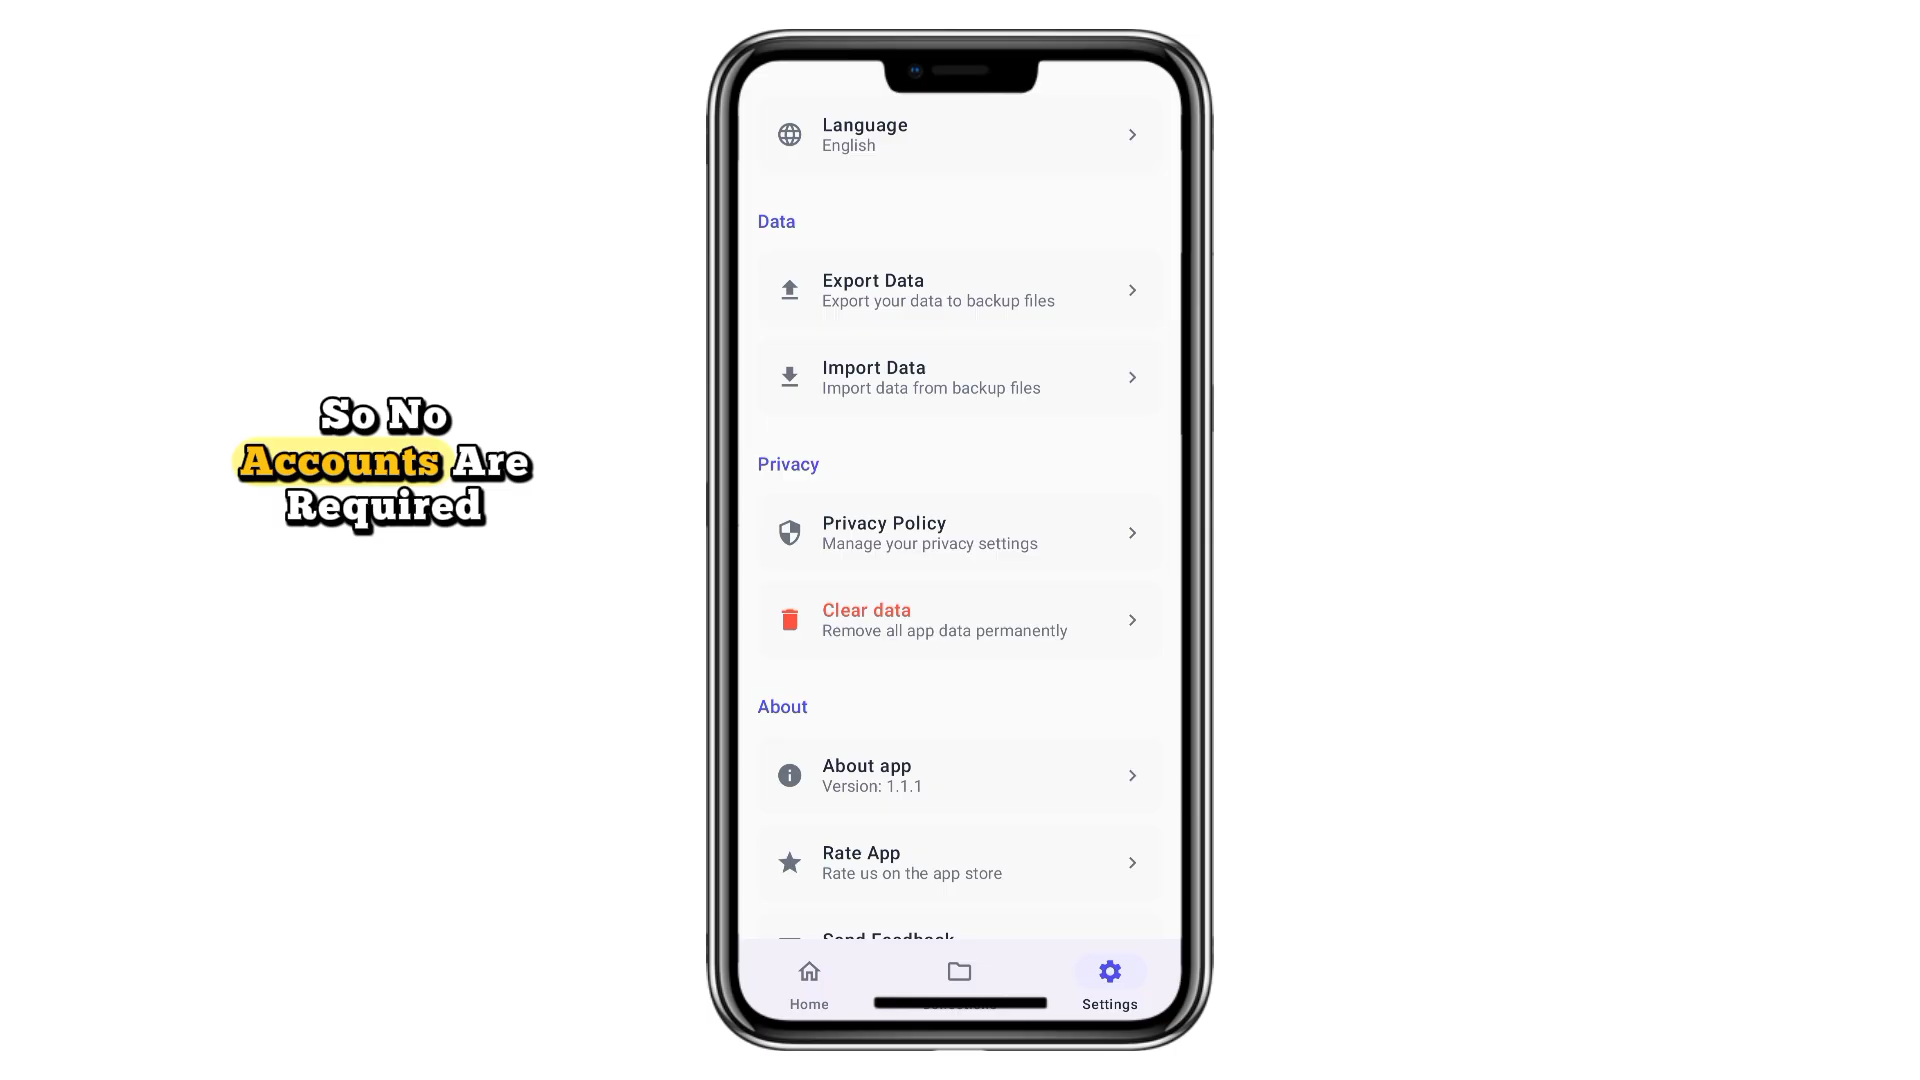 So No
Accounts Are
Required
Language
English
Data
Export Data
Export your data to backup files
Import Data
Import data from backup files
Privacy
Privacy Policy
Manage your privacy settings
Clear data
Remove all app data permanently
About
About app
Version: 1.1.1
Rate App
Rate us on the app store
Send Feedback
Home
Settings